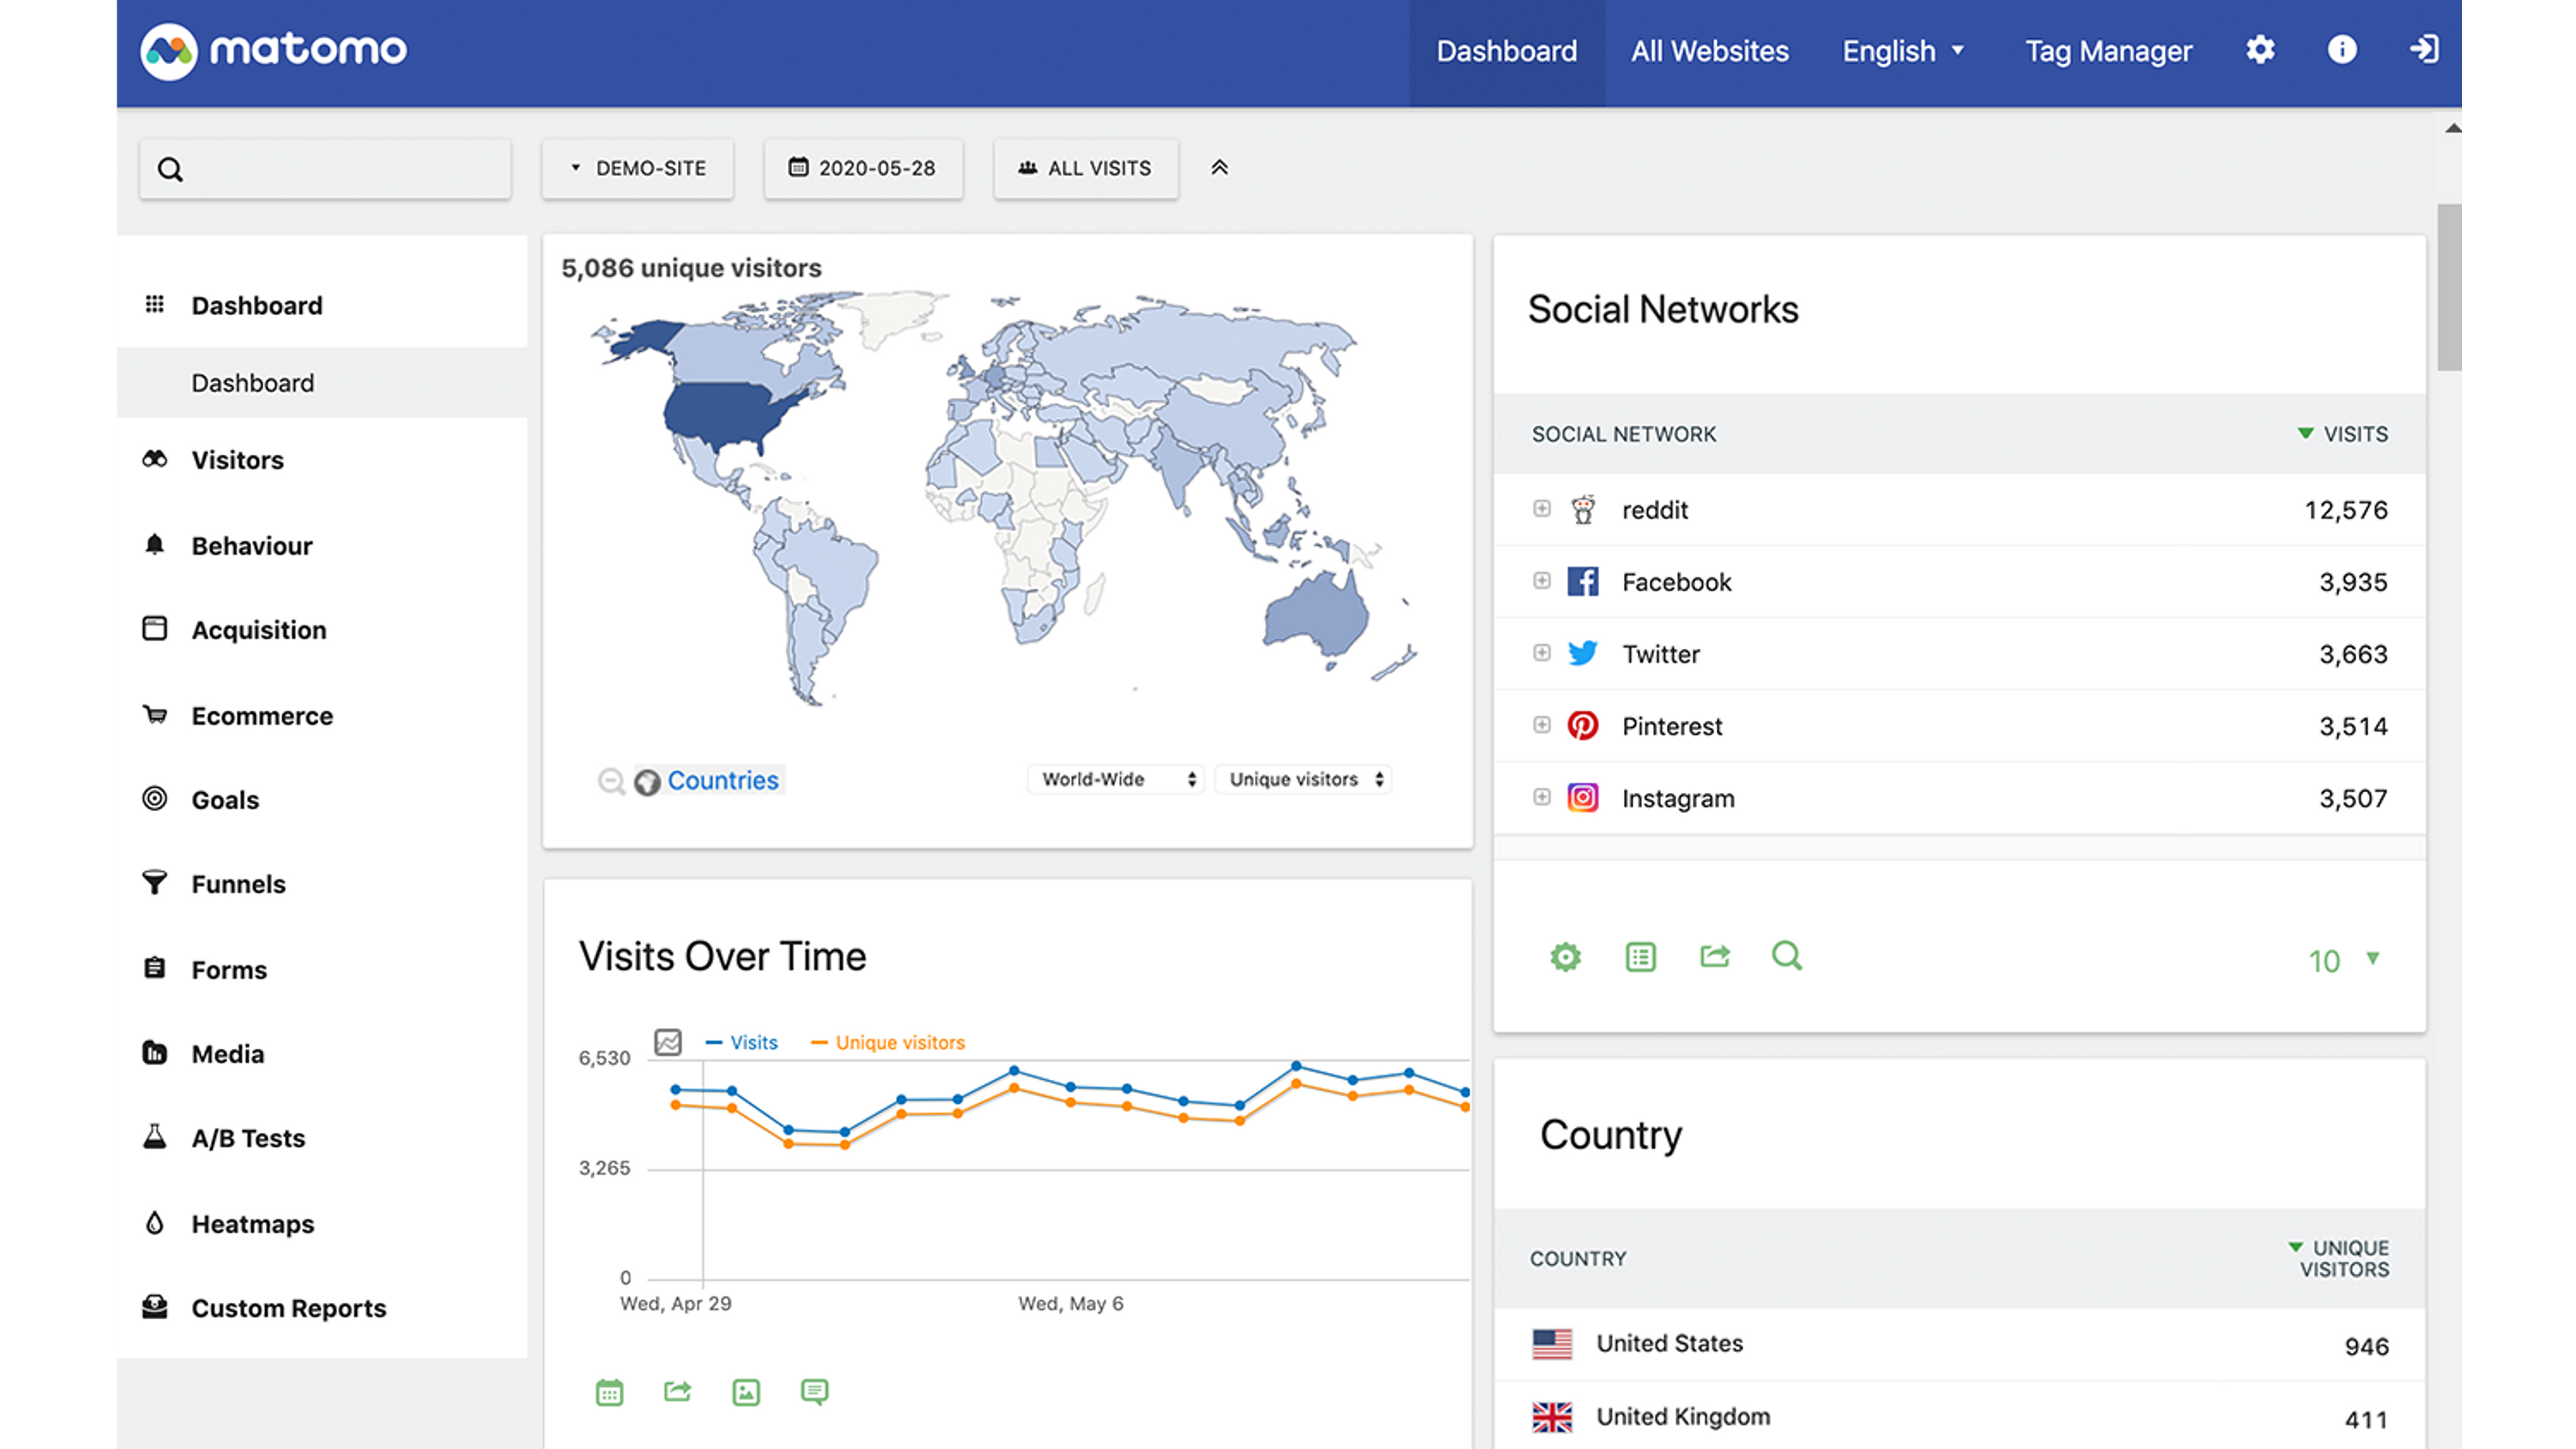 matomo
Dashboard
All Websites
English
Tag Manager
DEMO-SITE
2020-05-28
ALL VISITS
Dashboard
Dashboard
Visitors
Behaviour
Acquisition
Ecommerce
Goals
Funnels
Forms
Media
A/B Tests
Heatmaps
Custom Reports
5,086 unique visitors
Countries
World-Wide
Unique visitors
Visits Over Time
Visits
Unique visitors
6,530
3,265
0
Wed, Apr 29
Wed, May 6
Social Networks
SOCIAL NETWORK
VISITS
reddit
12,576
Facebook
3,935
Twitter
3,663
Pinterest
3,514
Instagram
3,507
10
Country
COUNTRY
UNIQUE
VISITORS
United States
946
United Kingdom
411